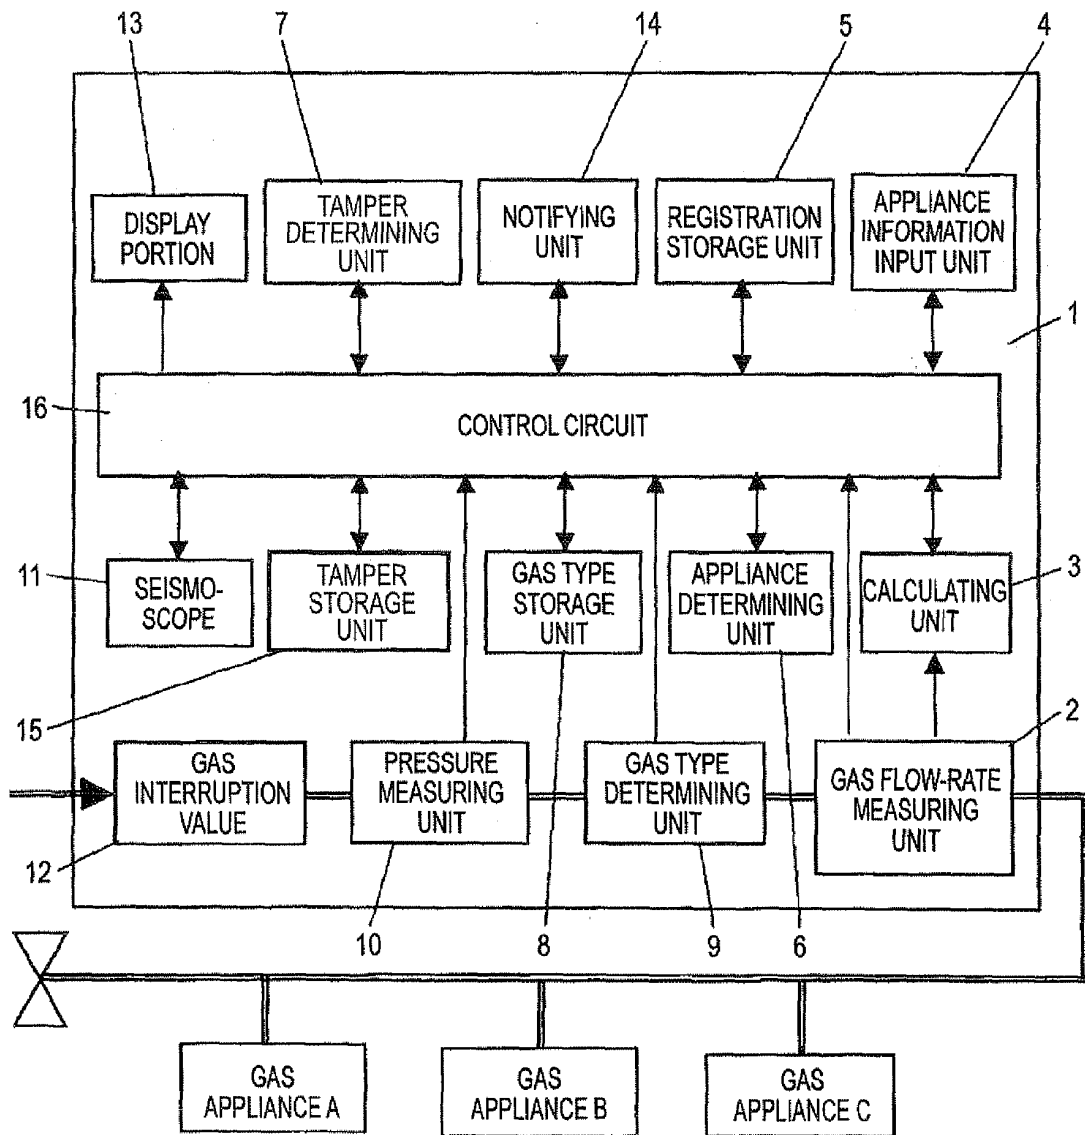 13
7
14
5
4
DISPLAY
PORTION
TAMPER
DETERMINING
UNIT
NOTIFYING
UNIT
REGISTRATION
STORAGE UNIT
APPLIANCE
INFORMATION
INPUT UNIT
1
16
CONTROL CIRCUIT
11
SEISMO-
SCOPE
TAMPER
STORAGE
UNIT
GAS TYPE
STORAGE
UNIT
APPLIANCE
DETERMINING
UNIT
CALCULATING
UNIT
3
15
2
GAS
INTERRUPTION
VALUE
PRESSURE
MEASURING
UNIT
GAS TYPE
DETERMINING
UNIT
GAS FLOW-RATE
MEASURING
UNIT
12
10
8
9
6
GAS
APPLIANCE A
GAS
APPLIANCE B
GAS
APPLIANCE C